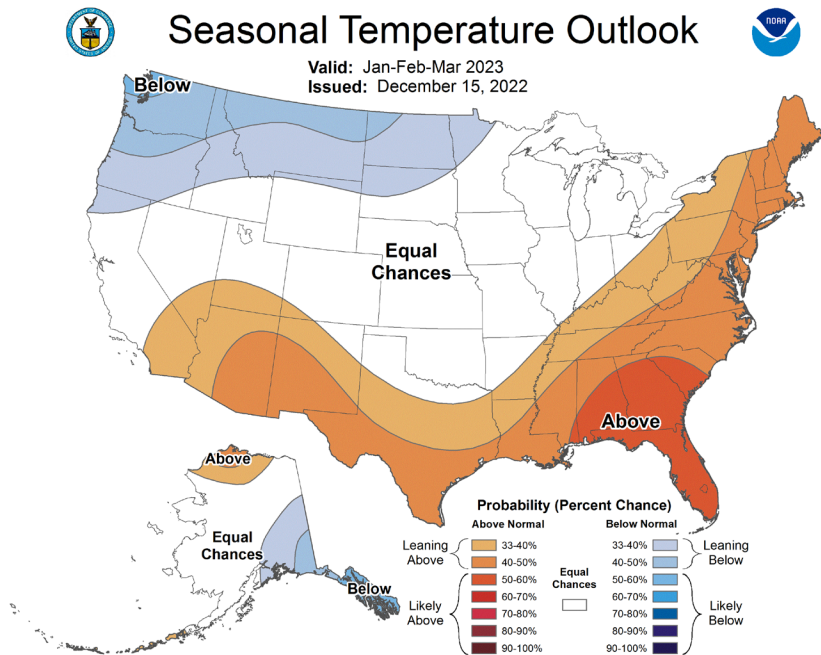 Seasonal Temperature Outlook
NOAA
Valid: Jan-Feb-Mar 2023
Issued: December 15, 2022
Below
Equal
Chances
Above
Above
Equal
Chances
Below
Probability (Percent Chance)
Above Normal
Below Normal
Leaning
Above
33-40%
40-50%
Likely
Above
50-60%
60-70%
70-80%
80-90%
90-100%
Equal
Chances
33-40%
40-50%
Leaning
Below
50-60%
60-70%
70-80%
80-90%
90-100%
Likely
Below